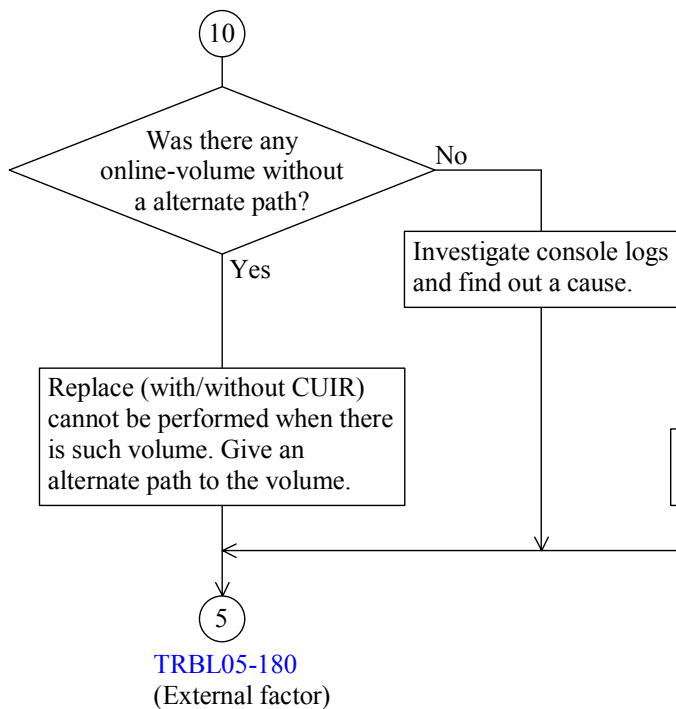 10
Was there any
online-volume without
a alternate path?
No
Yes
Investigate console logs
and find out a cause.
Replace (with/without CUIR)
cannot be performed when there
is such volume. Give an
alternate path to the volume.
5
TRBL05-180
(External factor)